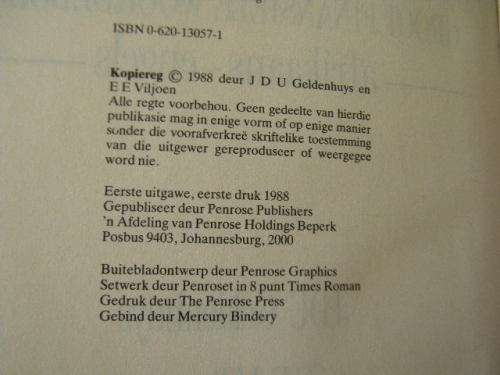 ISBN 0-620-13057-1
Kopiereg © 1988 deur J D U Geldenhuys en
E E Viljoen
Alle regte voorbehou. Geen gedeelte van hierdie
publikasie mag in enige vorm of op enige manier
sonder die voorafverkreë skriftelike toestemming
van die uitgewer gereproduseer of weergegee
word nie.
Eerste uitgawe, eerste druk 1988
Gepubliseer deur Penrose Publishers
'n Afdeling van Penrose Holdings Beperk
Posbus 9403, Johannesburg, 2000
Buitebladontwerp deur Penrose Graphics
Setwerk deur Penroset in 8 punt Times Roman
Gedruk deur The Penrose Press
Gebind deur Mercury Bindery